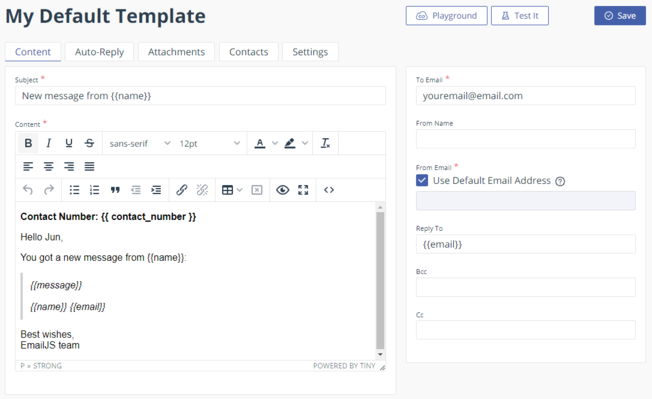 My Default Template
Playground
Test It
Save
Content
Auto-Reply
Attachments
Contacts
Settings
Subject *
New message from {{name}}
Content *
B I U S sans-serif 12pt A
Contact Number: {{ contact_number }}
Hello Jun,
You got a new message from {{name}}:
{{message}}
{{name}} {{email}}
Best wishes,
EmailJS team
P » STRONG
POWERED BY TINY
To Email *
youremail@email.com
From Name
From Email *
Use Default Email Address
Reply To
{{email}}
Bcc
Cc